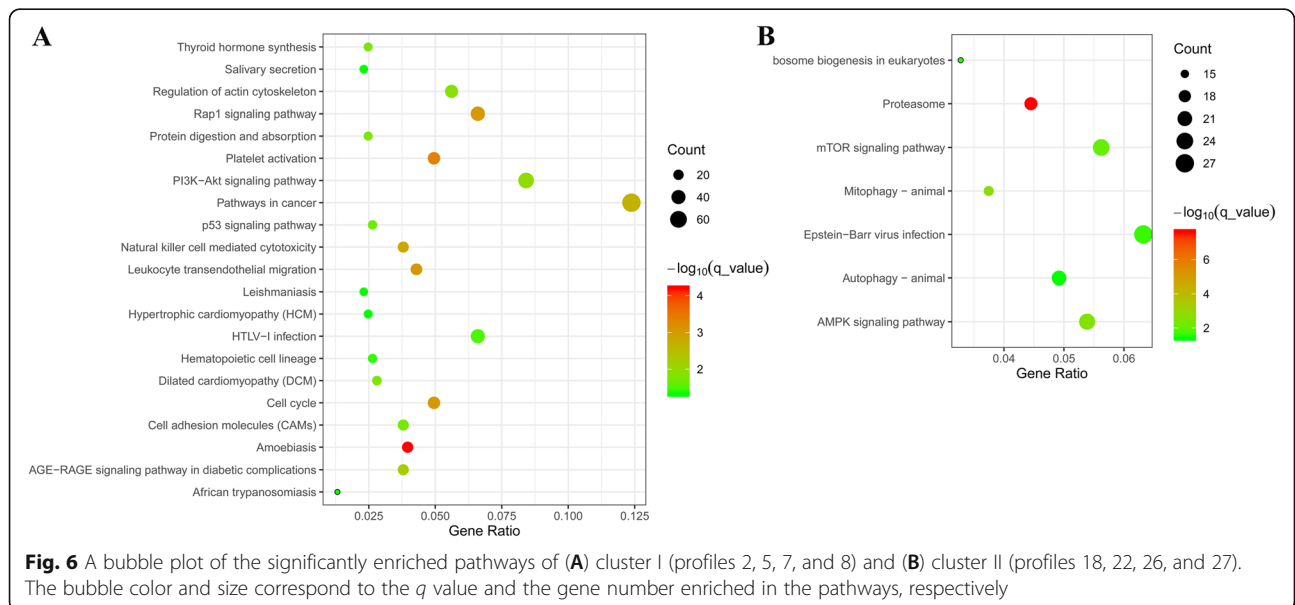 A
Thyroid hormone synthesis
Salivary secretion
Regulation of actin cytoskeleton
Rap1 signaling pathway
Protein digestion and absorption
Platelet activation
PI3K−Akt signaling pathway
Pathways in cancer
p53 signaling pathway
Natural killer cell mediated cytotoxicity
Leukocyte transendothelial migration
Leishmaniasis
Hypertrophic cardiomyopathy (HCM)
HTLV−I infection
Hematopoietic cell lineage
Dilated cardiomyopathy (DCM)
Cell cycle
Cell adhesion molecules (CAMs)
Amoebiasis
AGE−RAGE signaling pathway in diabetic complications
African trypanosomiasis
0.025 0.050 0.075 0.100 0.125
Gene Ratio
Count
20
40
60
−log10(q_value)
4
3
2
B
bosome biogenesis in eukaryotes
Proteasome
mTOR signaling pathway
Mitophagy − animal
Epstein−Barr virus infection
Autophagy − animal
AMPK signaling pathway
0.04 0.05 0.06
Gene Ratio
Count
15
18
21
24
27
−log10(q_value)
6
4
2
Fig. 6 A bubble plot of the significantly enriched pathways of (A) cluster I (profiles 2, 5, 7, and 8) and (B) cluster II (profiles 18, 22, 26, and 27).
The bubble color and size correspond to the q value and the gene number enriched in the pathways, respectively